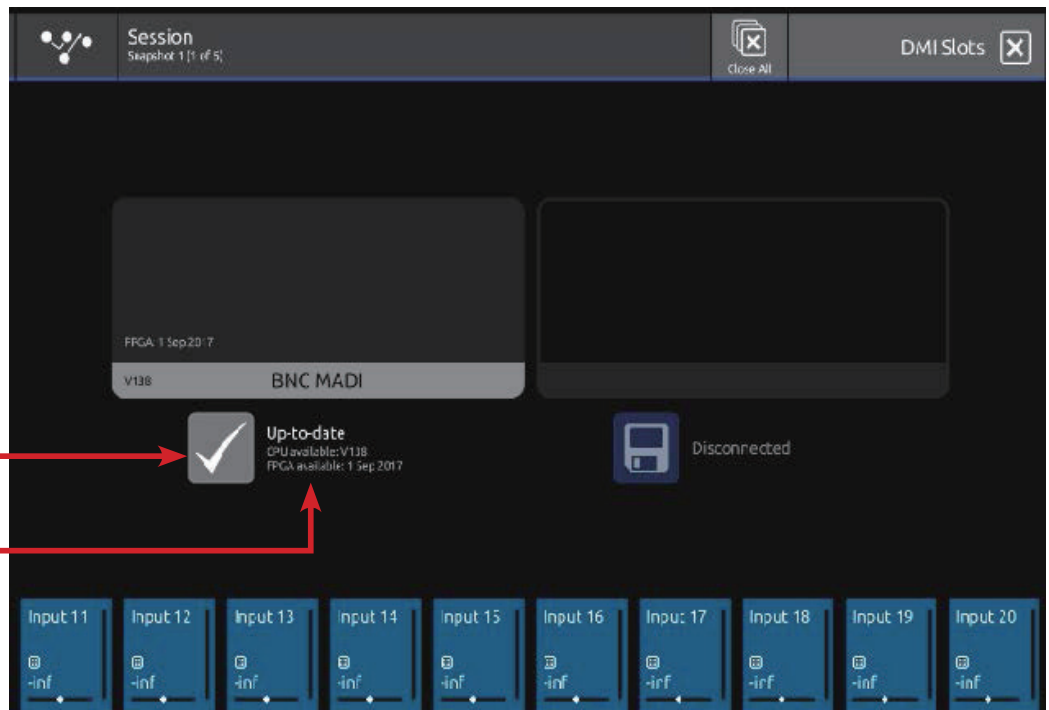 Session
Snapshot 1 (1 of 5)
Close All
DMI Slots
FPGA: 1 Sep 2017
V138
BNC MADI
Up-to-date
CPU available: V138
FPGA available: 1 Sep 2017
Disconnected
Input 11
Input 12
Input 13
Input 14
Input 15
Input 16
Input 17
Input 18
Input 19
Input 20
-inf
-inf
-inf
-inf
-inf
-inf
-inf
-inf
-inf
-inf